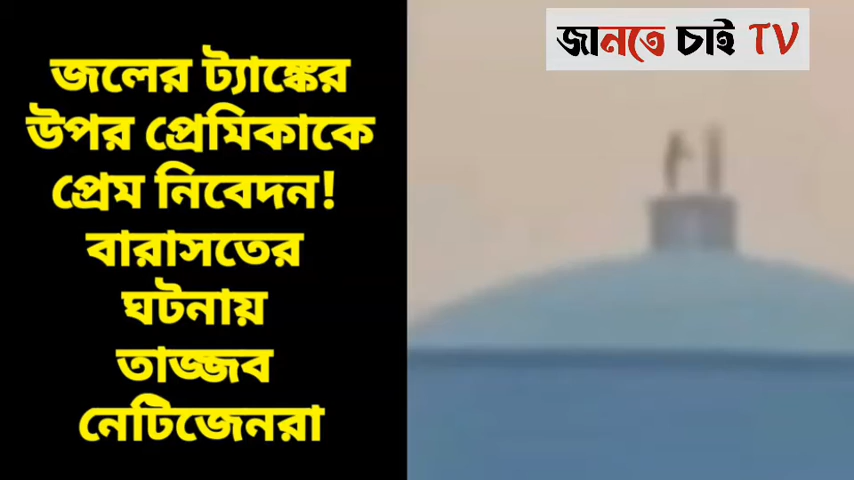 জলের ট্যাঙ্কের
উপর প্রেমিকাকে
প্রেম নিবেদন!
বারাসতের
ঘটনায়
তাজ্জব
নেটিজেনরা
জানতে চাই TV